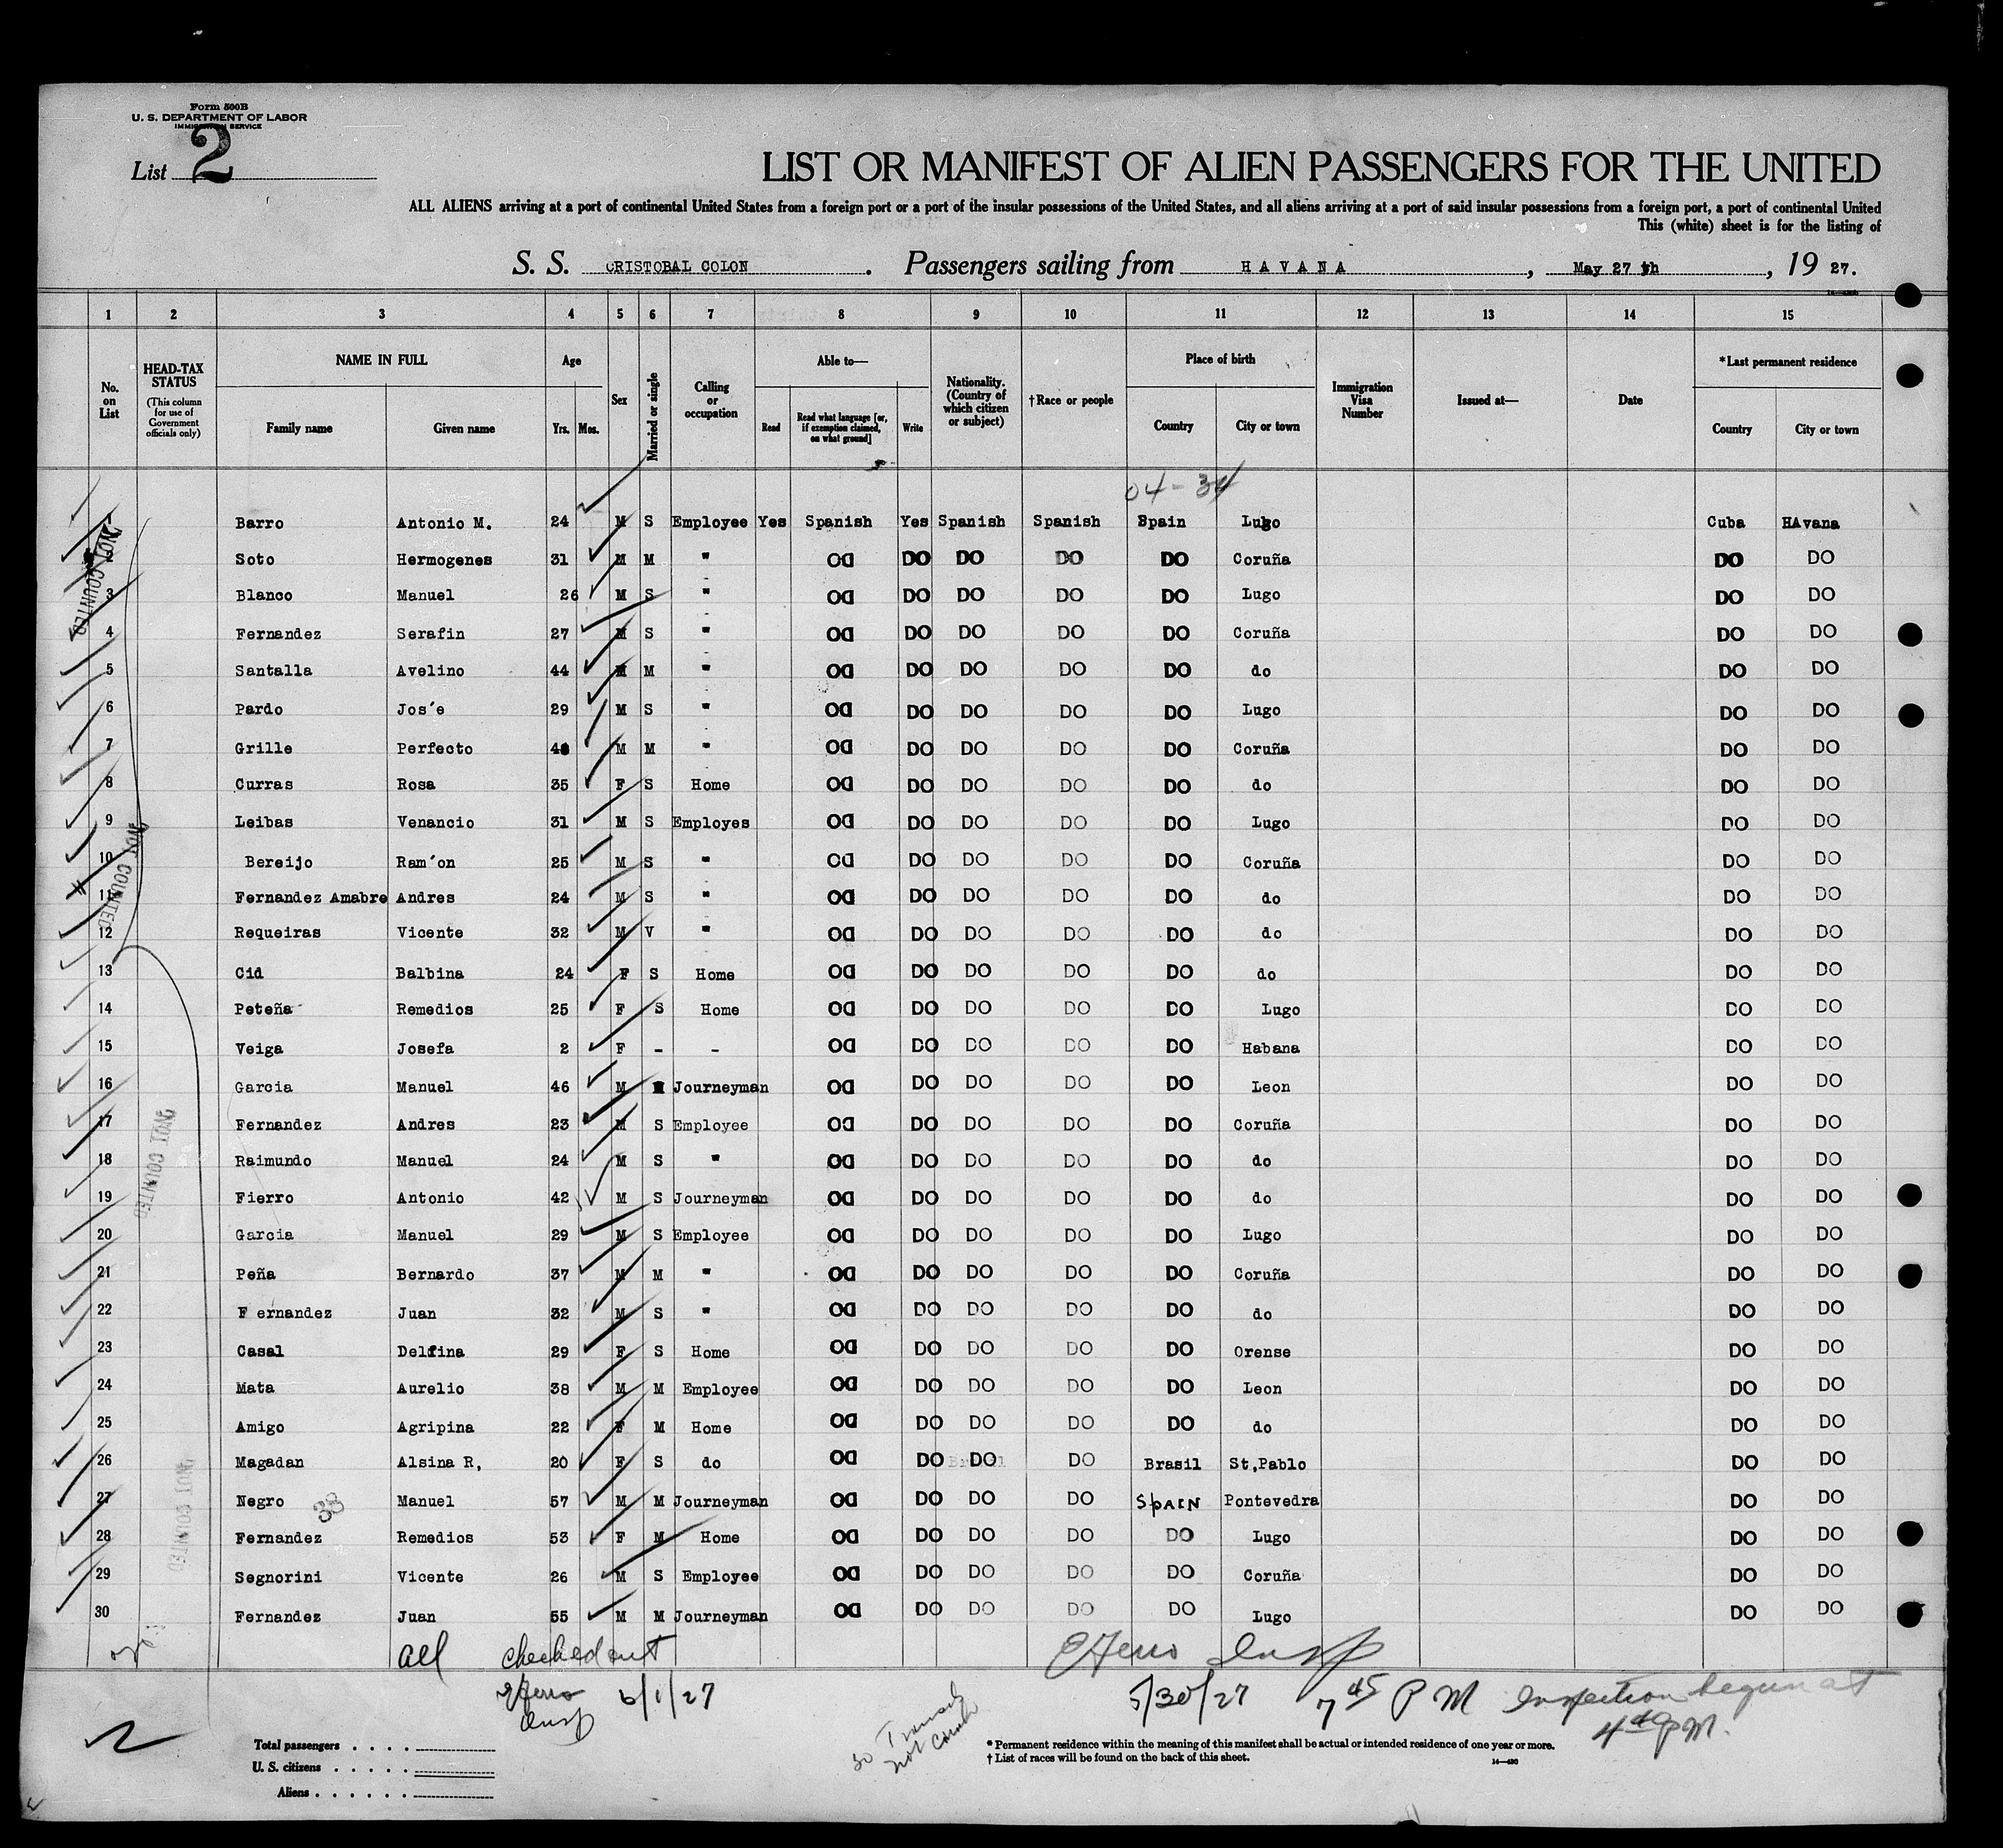 Form 500B
U. S. DEPARTMENT OF LABOR
IMMIGRATION SERVICE
List 2
LIST OR MANIFEST OF ALIEN PASSENGERS FOR THE UNITED
ALL ALIENS arriving at a port of continental United States from a foreign port or a port of the insular possessions of the United States, and all aliens arriving at a port of said insular possessions from a foreign port, a port of continental United
This (white) sheet is for the listing of
S. S. CRISTOBAL COLON . Passengers sailing from HAVANA , May 27 th , 19 27.
1 2 3 4 5 6 7 8 9 10 11 12 13 14 15
No. on List
HEAD-TAX STATUS (This column for use of Government officials only)
NAME IN FULL Family name Given name
Age Yrs. Mos.
Sex
Married or single
Calling or occupation
Able to— Read Read what language [or, if exemption claimed, on what ground] Write
Nationality. (Country of which citizen or subject)
†Race or people
Place of birth Country City or town
Immigration Visa Number
Issued at—
Date
*Last permanent residence Country City or town
04-34
Barro Antonio M. 24 M S Employee Yes Spanish Yes Spanish Spanish Spain Lugo Cuba HAvana
Soto Hermogenes 31 M M " DO DO DO DO DO Coruña DO DO
3 Blanco Manuel 26 M S " DO DO DO DO DO Lugo DO DO
4 Fernandez Serafin 27 M S " DO DO DO DO DO Coruña DO DO
5 Santalla Avelino 44 M M " DO DO DO DO DO do DO DO
6 Pardo Jos´e 29 M S " DO DO DO DO DO Lugo DO DO
7 Grille Perfecto M M " DO DO DO DO DO Coruña DO DO
8 Curras Rosa 35 F S Home DO DO DO DO DO do DO DO
9 Leibas Venancio 31 M S Employes DO DO DO DO DO Lugo DO DO
10 Bereijo Ram´on 25 M S " DO DO DO DO DO Coruña DO DO
11 Fernandez Amabre Andres 24 M S " DO DO DO DO DO do DO DO
12 Requeiras Vicente 32 M V " DO DO DO DO DO do DO DO
13 Cid Balbina 24 F S Home DO DO DO DO DO do DO DO
14 Peteña Remedios 25 F S Home DO DO DO DO DO Lugo DO DO
15 Veiga Josefa 2 F - - DO DO DO DO DO Habana DO DO
16 Garcia Manuel 46 M Journeyman DO DO DO DO DO Leon DO DO
17 Fernandez Andres 23 M S Employee DO DO DO DO DO Coruña DO DO
18 Raimundo Manuel 24 M S " DO DO DO DO DO do DO DO
19 Fierro Antonio 42 M S Journeyman DO DO DO DO DO do DO DO
20 Garcia Manuel 29 M S Employee DO DO DO DO DO Lugo DO DO
21 Peña Bernardo 37 M M " DO DO DO DO DO Coruña DO DO
22 F ernandez Juan 32 M S " DO DO DO DO DO do DO DO
23 Casal Delfina 29 F S Home DO DO DO DO DO Orense DO DO
24 Mata Aurelio 38 M M Employee DO DO DO DO DO Leon DO DO
25 Amigo Agripina 22 F M Home DO DO DO DO DO do DO DO
26 Magadan Alsina R, 20 F S do DO DO DO DO Brasil St,Pablo DO DO
27 Negro 38 Manuel 57 M M Journeyman DO DO DO DO SpAIN Pontevedra DO DO
28 Fernandez Remedios 53 F M Home DO DO DO DO DO Lugo DO DO
29 Segnorini Vicente 26 M S Employee DO DO DO DO DO Coruña DO DO
30 Fernandez Juan 55 M M Journeyman DO DO DO DO DO Lugo DO DO
NOT COUNTED
NOT COUNTED
NOT COUNTED
NOT COUNTED
All checked out Insp
Insp 6/1/27 5/30/27 7 45 P M Inspection begun at
4 40 PM.
30 Transit
not count
Total passengers . . . .
U. S. citizens . . . . .
Aliens . . . . . .
* Permanent residence within the meaning of this manifest shall be actual or intended residence of one year or more.
† List of races will be found on the back of this sheet.